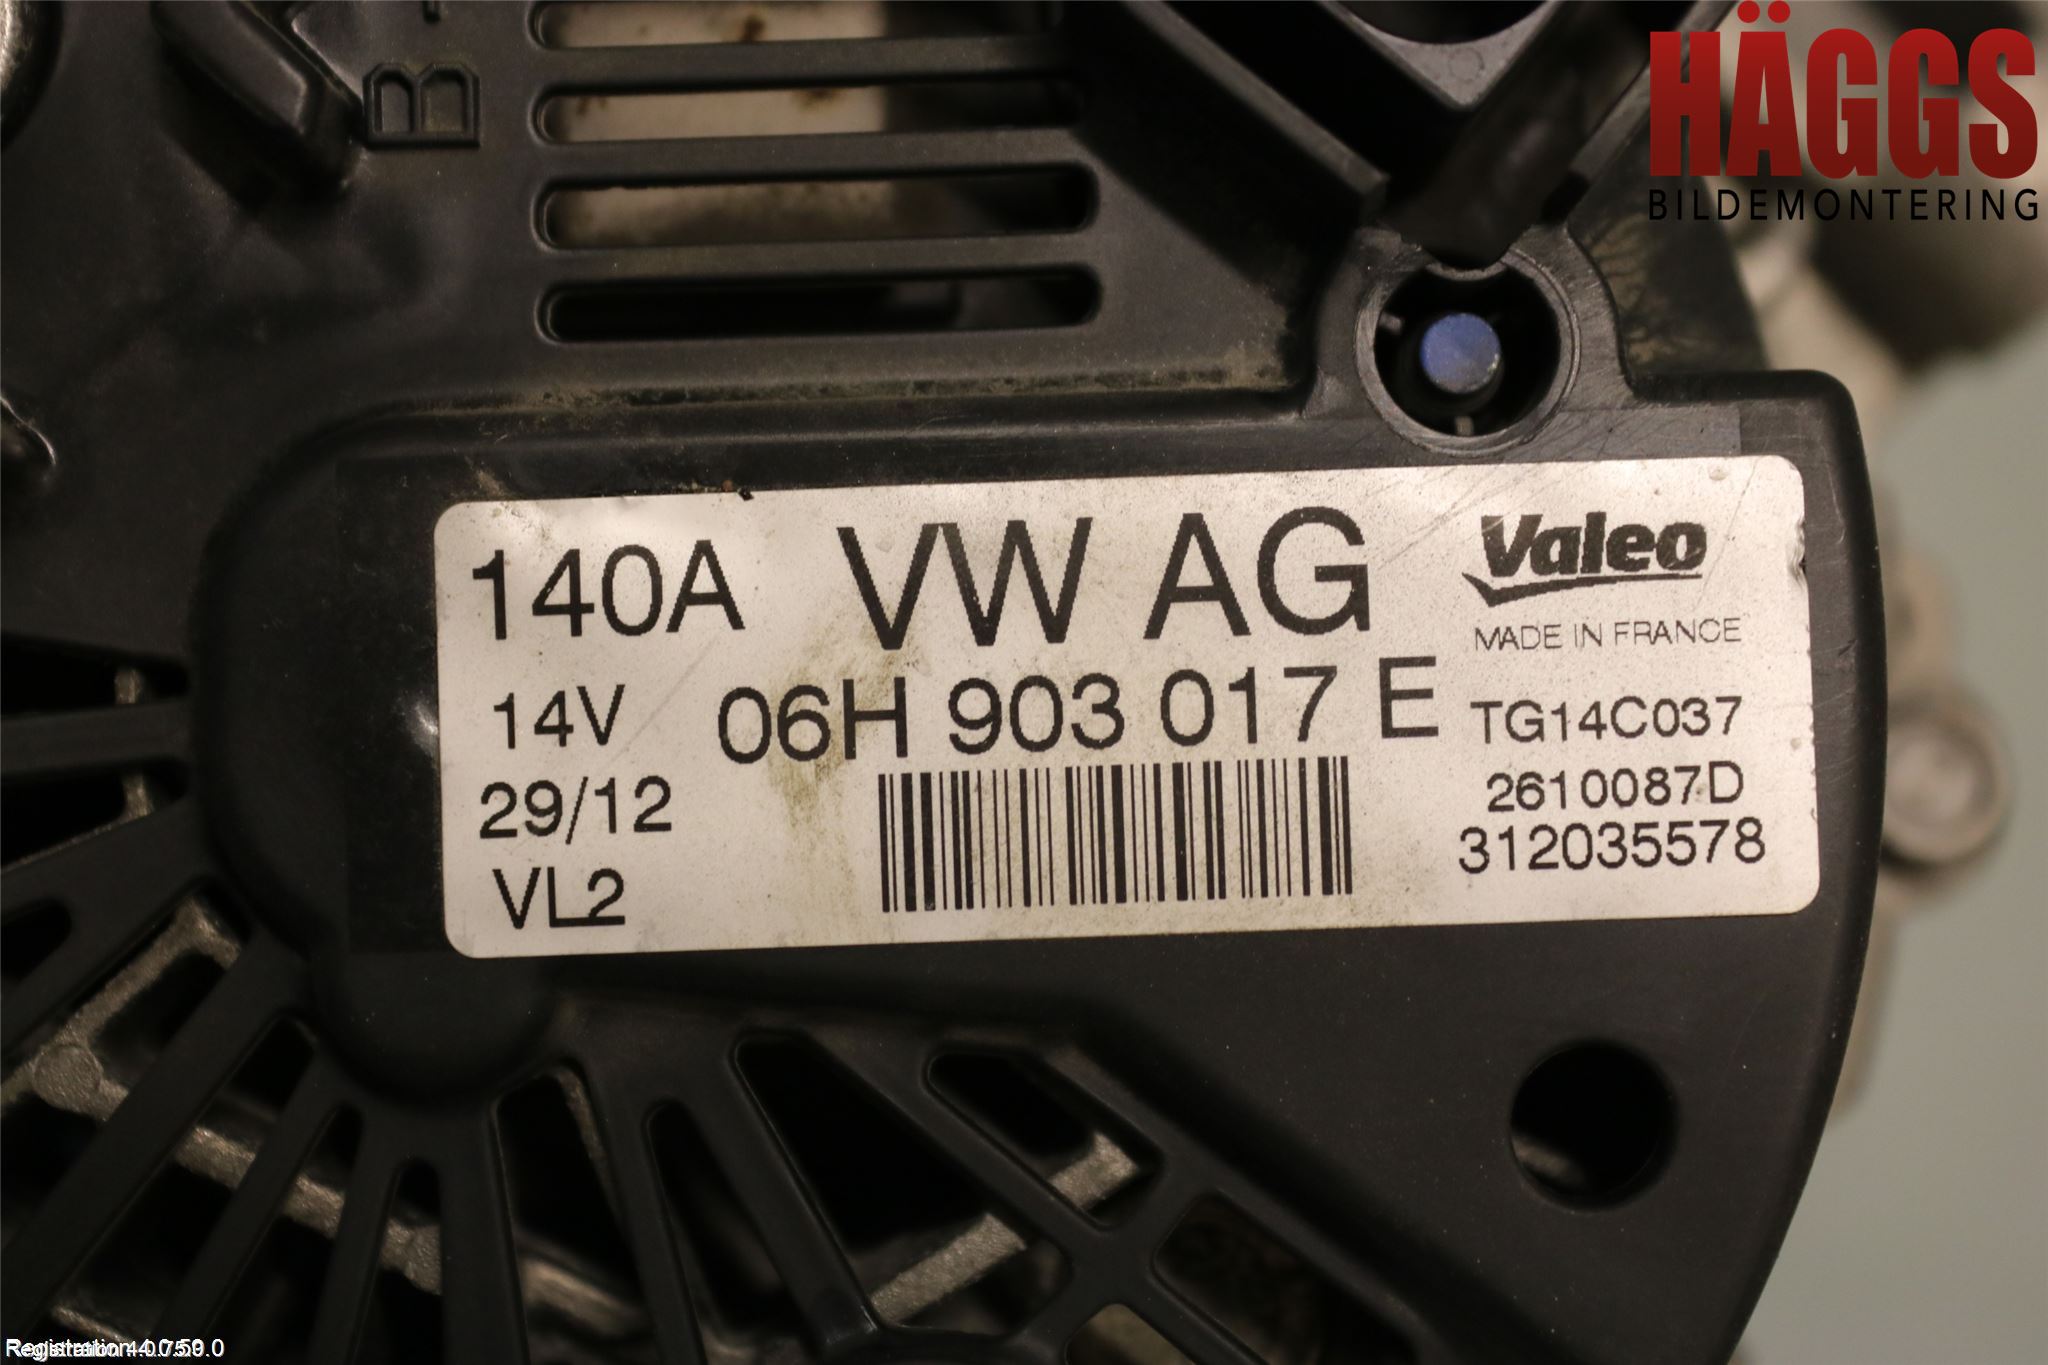 B+
HÄGGS
BILDEMONTERING
140A VW AG Valeo
MADE IN FRANCE
14V 06H 903 017 E TG14C037
29/12 2610087D
VL2 312035578